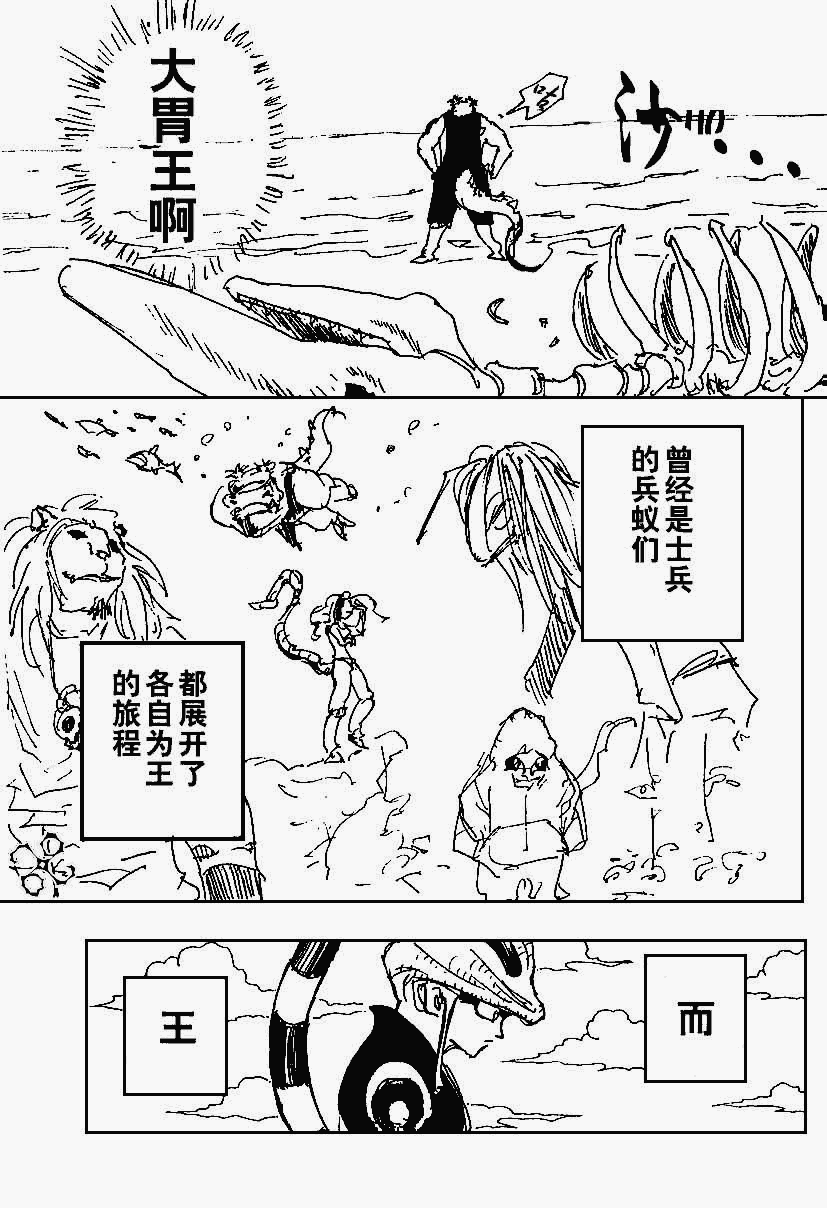 沙…
大胃王啊
曾经是士兵
的兵蚁们
都展开了
各自为王
的旅程
而
王